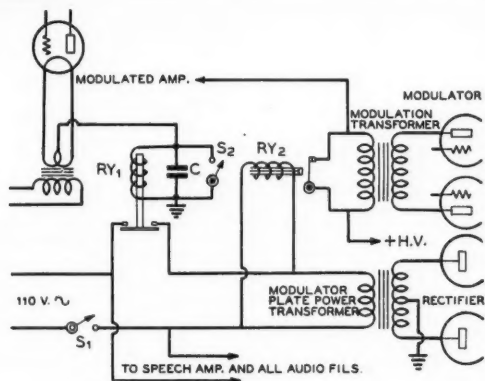 MODULATED AMP.
MODULATOR
MODULATION
TRANSFORMER
S2
RY2
RY1
C
+H.V.
110 V. ~
MODULATOR
PLATE POWER
TRANSFORMER
RECTIFIER
S1
TO SPEECH AMP. AND ALL AUDIO FILS.